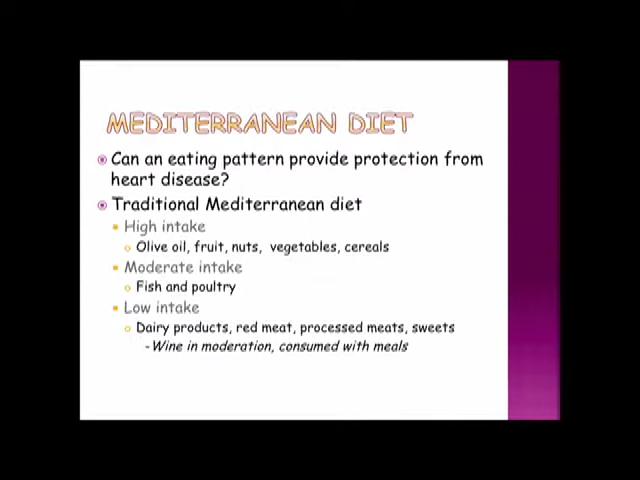 MEDITERRANEAN DIET
Can an eating pattern provide protection from
heart disease?
Traditional Mediterranean diet
High intake
Olive oil, fruit, nuts, vegetables, cereals
Moderate intake
Fish and poultry
Low intake
Dairy products, red meat, processed meats, sweets
-Wine in moderation, consumed with meals